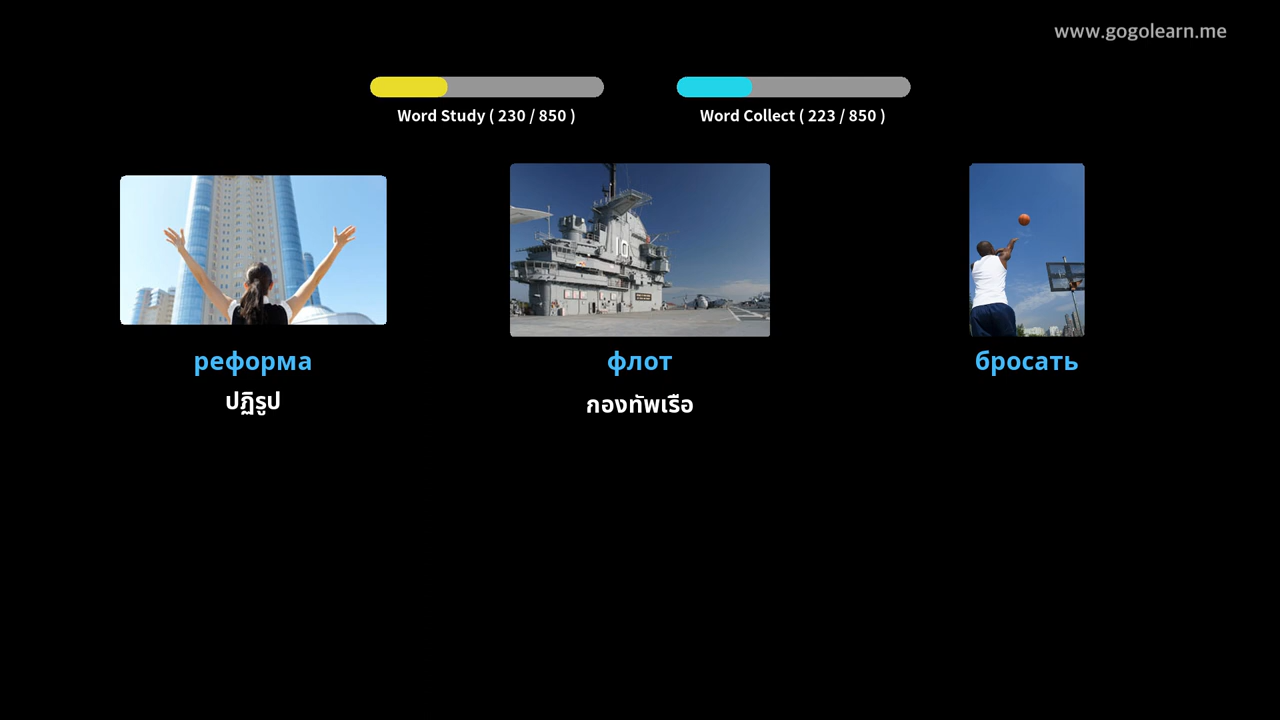 www.gogolearn.me
Word Study ( 230 / 850 )
Word Collect ( 223 / 850 )
10
реформа
флот
бросать
ปฏิรูป
กองทัพเรือ